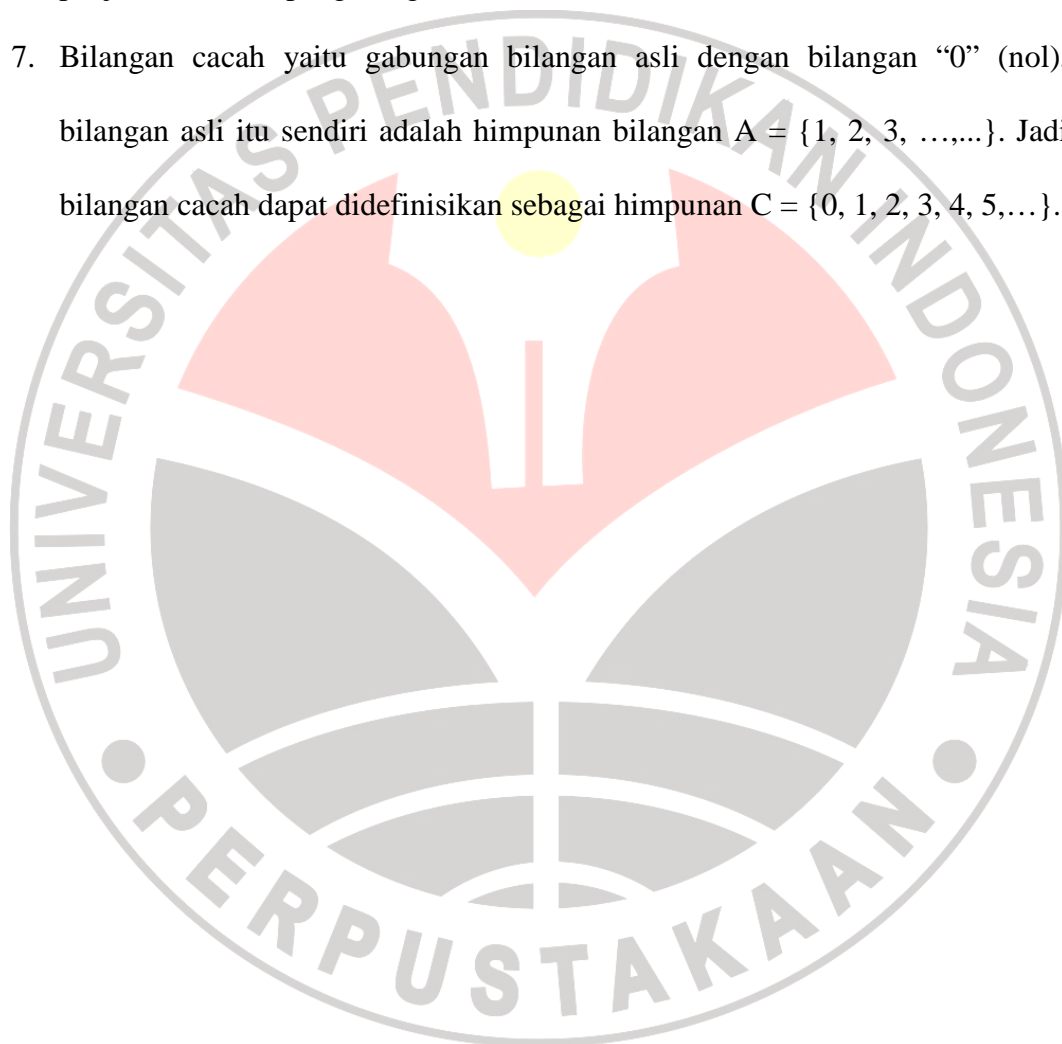 7. Bilangan cacah yaitu gabungan bilangan asli dengan bilangan “0” (nol).
bilangan asli itu sendiri adalah himpunan bilangan A = {1, 2, 3, …,...}. Jadi
bilangan cacah dapat didefinisikan sebagai himpunan C = {0, 1, 2, 3, 4, 5,…}.
UNIVERSITAS PENDIDIKAN INDONESIA
PERPUSTAKAAN